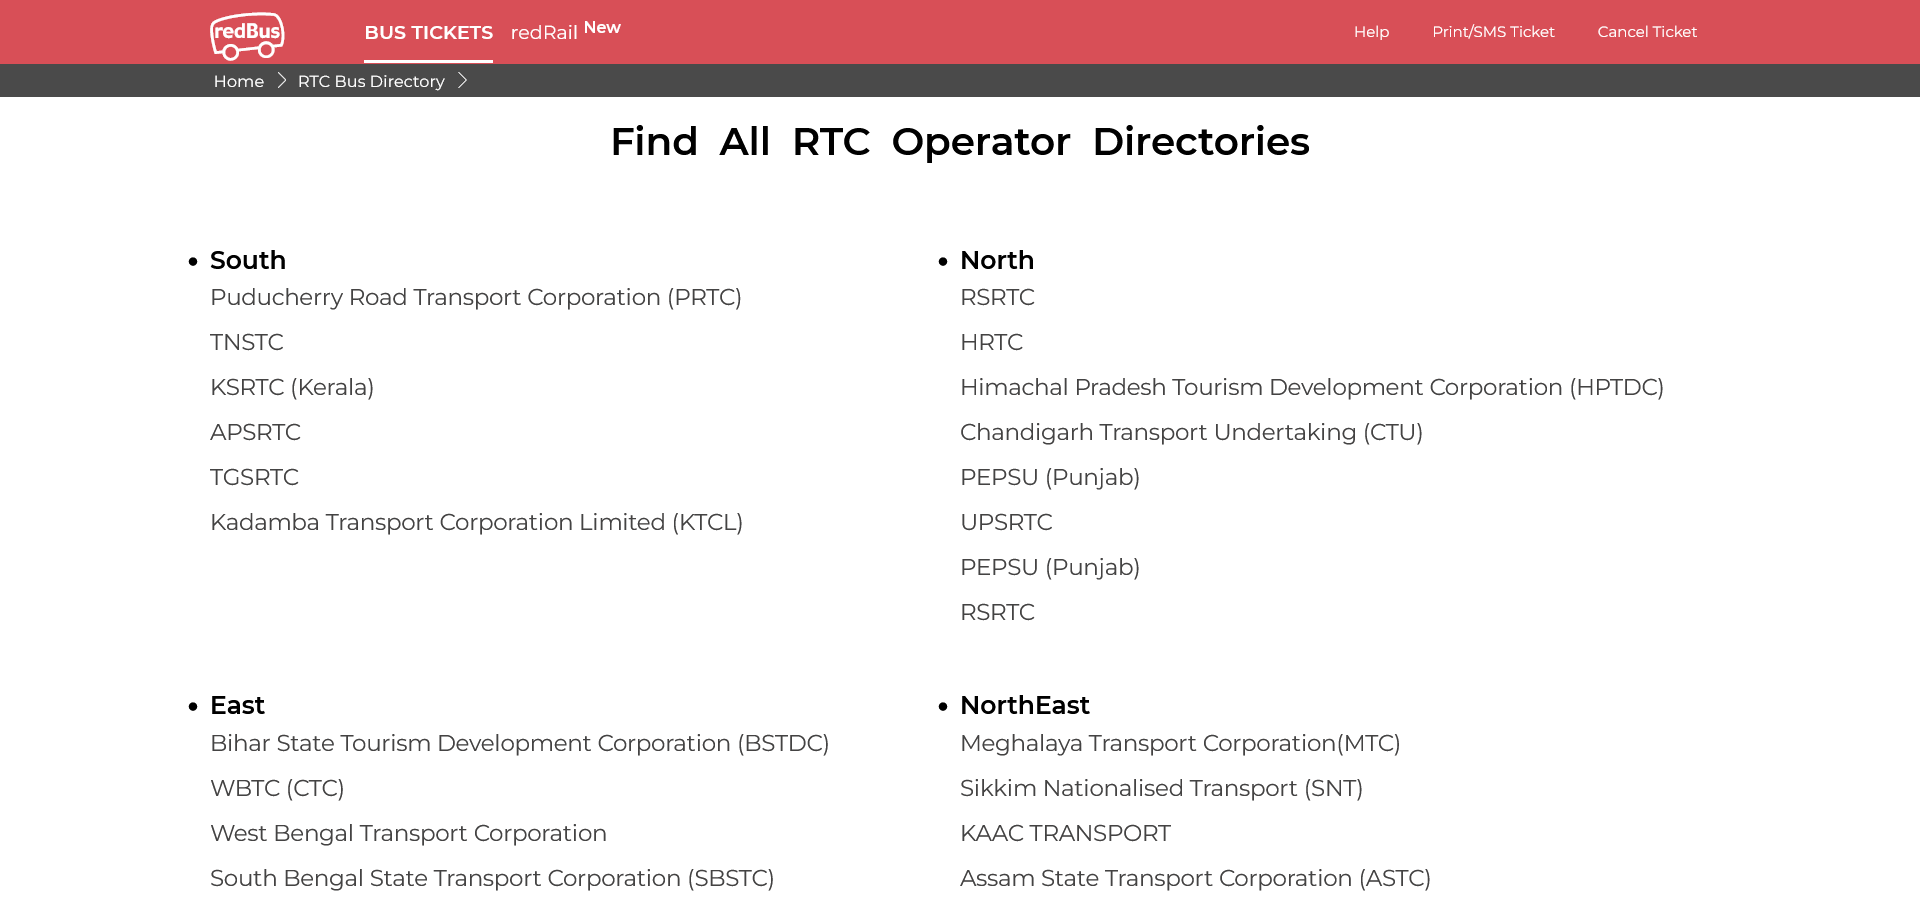 redBus
BUS TICKETS redRail New
Help Print/SMS Ticket Cancel Ticket
Home RTC Bus Directory
Find All RTC Operator Directories
South
Puducherry Road Transport Corporation (PRTC)
TNSTC
KSRTC (Kerala)
APSRTC
TGSRTC
Kadamba Transport Corporation Limited (KTCL)
North
RSRTC
HRTC
Himachal Pradesh Tourism Development Corporation (HPTDC)
Chandigarh Transport Undertaking (CTU)
PEPSU (Punjab)
UPSRTC
PEPSU (Punjab)
RSRTC
East
Bihar State Tourism Development Corporation (BSTDC)
WBTC (CTC)
West Bengal Transport Corporation
South Bengal State Transport Corporation (SBSTC)
NorthEast
Meghalaya Transport Corporation(MTC)
Sikkim Nationalised Transport (SNT)
KAAC TRANSPORT
Assam State Transport Corporation (ASTC)